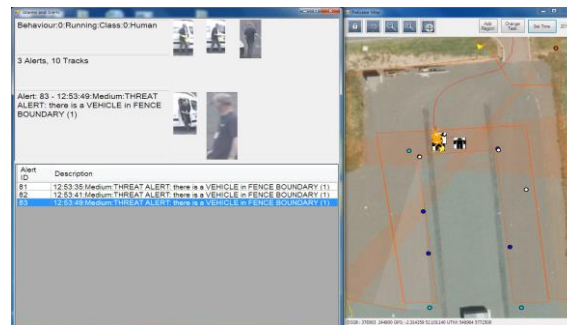 Behaviour:0:Running:Class:0:Human
3 Alerts, 10 Tracks
Alert: 83 - 12:53:49:Medium:THREAT
ALERT: there is a VEHICLE in FENCE
BOUNDARY (1)
Alert ID Description
81 12:53:35:Medium:THREAT ALERT: there is a VEHICLE in FENCE BOUNDARY (1)
82 12:53:41:Medium:THREAT ALERT: there is a VEHICLE in FENCE BOUNDARY (1)
83 12:53:49:Medium:THREAT ALERT: there is a VEHICLE in FENCE BOUNDARY (1)
Add Region
Change Task...
Set Time